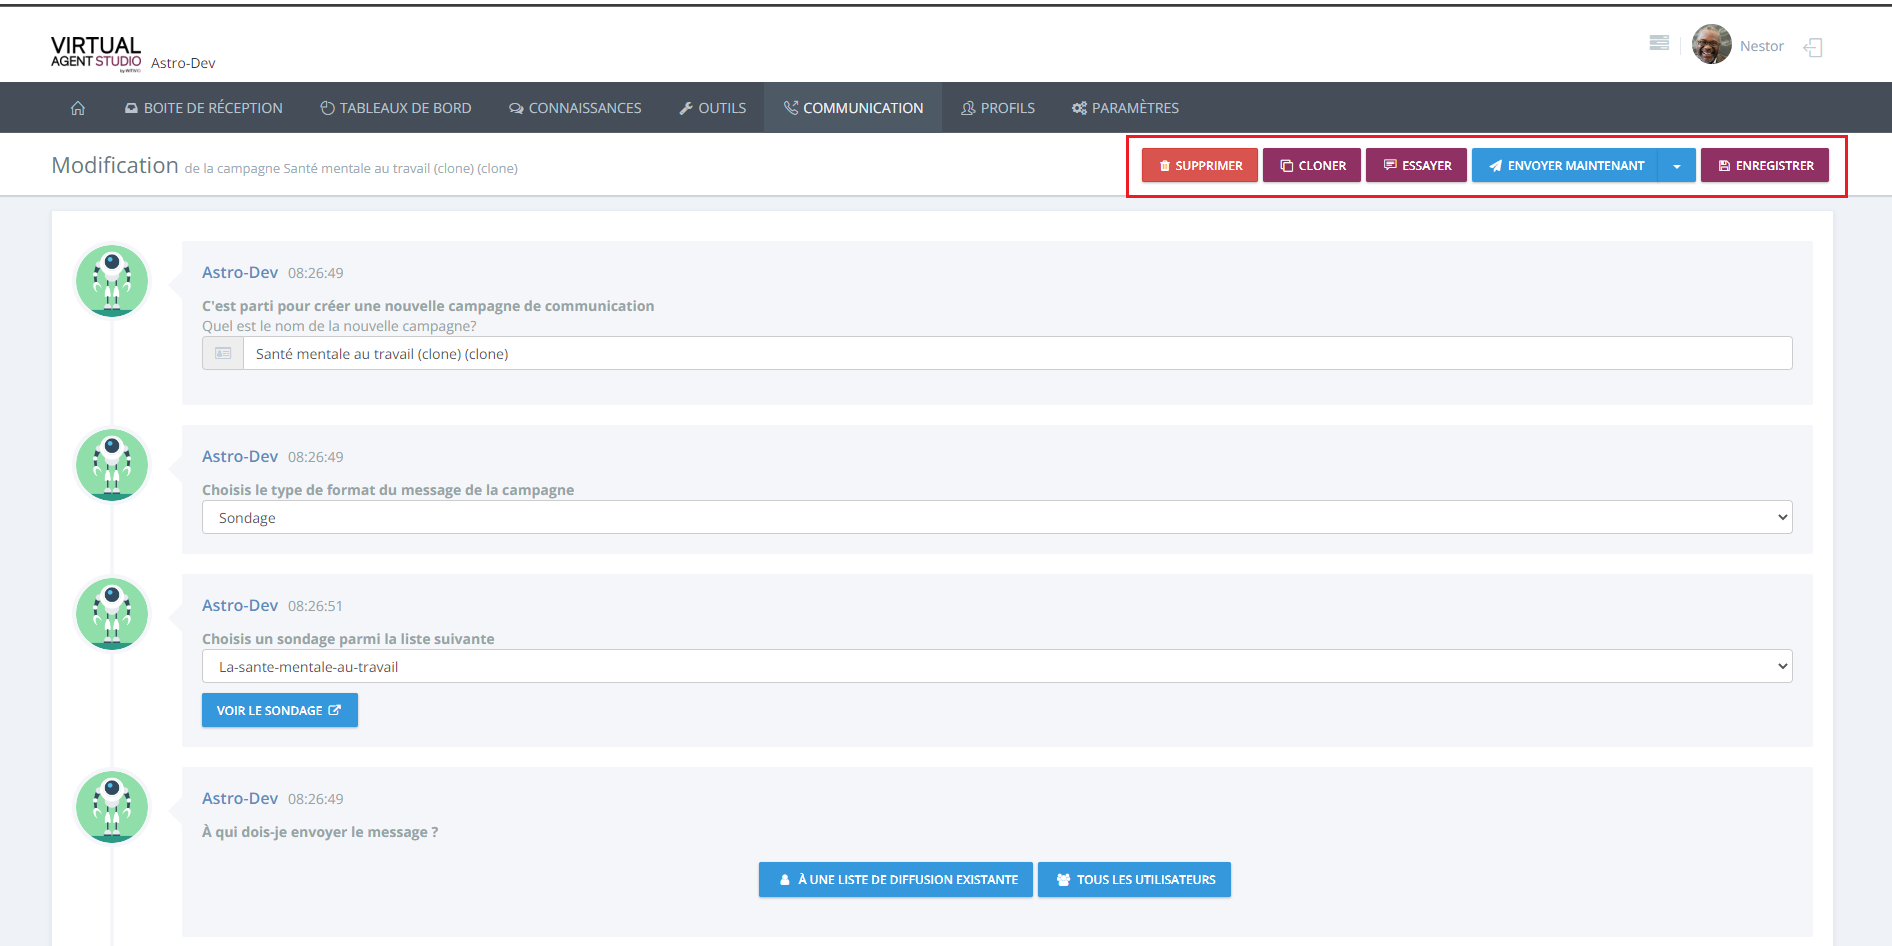 VIRTUAL
AGENT STUDIO
Astro-Dev
Nestor
BOITE DE RÉCEPTION TABLEAUX DE BORD CONNAISSANCES OUTILS COMMUNICATION PROFILS PARAMÈTRES
Modification de la campagne Santé mentale au travail (clone) (clone)
SUPPRIMER CLONER ESSAYER ENVOYER MAINTENANT ENREGISTRER
Astro-Dev 08:26:49
C'est parti pour créer une nouvelle campagne de communication
Quel est le nom de la nouvelle campagne?
Santé mentale au travail (clone) (clone)
Astro-Dev 08:26:49
Choisis le type de format du message de la campagne
Sondage
Astro-Dev 08:26:51
Choisis un sondage parmi la liste suivante
La-sante-mentale-au-travail
VOIR LE SONDAGE
Astro-Dev 08:26:49
À qui dois-je envoyer le message ?
À UNE LISTE DE DIFFUSION EXISTANTE TOUS LES UTILISATEURS